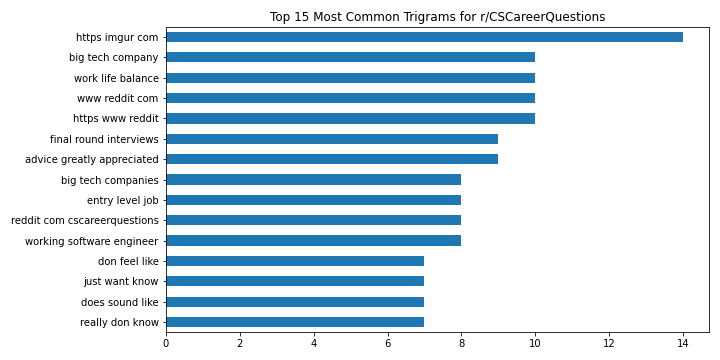 Top 15 Most Common Trigrams for r/CSCareerQuestions
https imgur com
big tech company
work life balance
www reddit com
https www reddit
final round interviews
advice greatly appreciated
big tech companies
entry level job
reddit com cscareerquestions
working software engineer
don feel like
just want know
does sound like
really don know
0 2 4 6 8 10 12 14